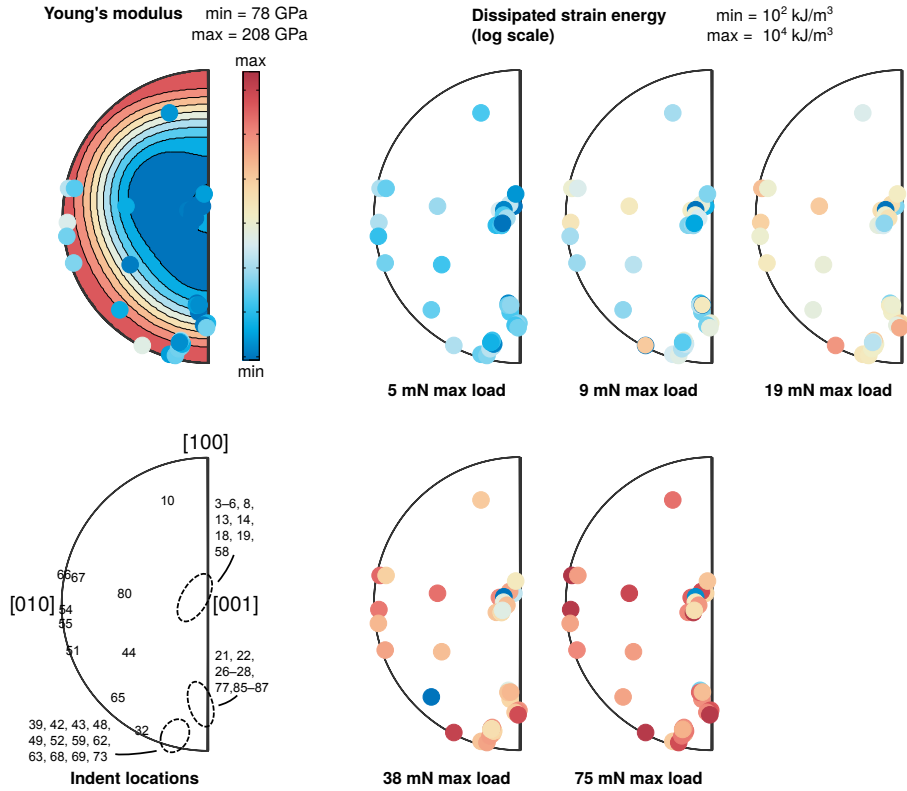 Young's modulus
min = 78 GPa
max = 208 GPa
Dissipated strain energy
(log scale)
min = 10² kJ/m³
max = 10⁴ kJ/m³
max
min
5 mN max load
9 mN max load
19 mN max load
[100]
10
3–6, 8,
13, 14,
18, 19,
58
66
67
80
[010]
[001]
54
55
51
44
21, 22,
26–28,
77,85–87
65
32
39, 42, 43, 48,
49, 52, 59, 62,
63, 68, 69, 73
Indent locations
38 mN max load
75 mN max load